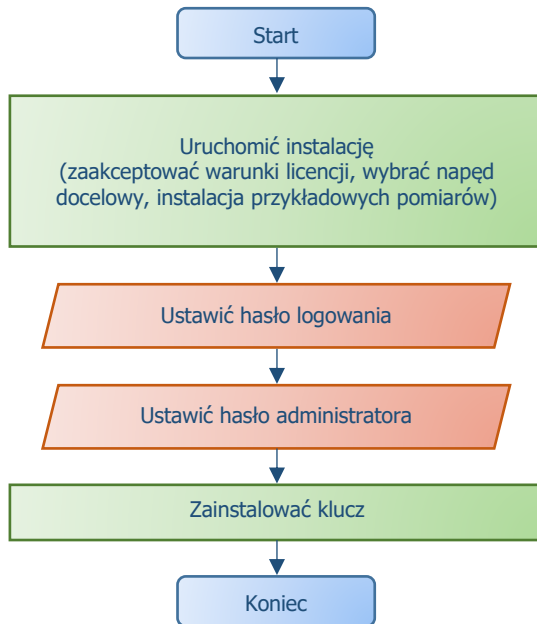 Start
Uruchomić instalację
(zaakceptować warunki licencji, wybrać napęd
docelowy, instalacja przykładowych pomiarów)
Ustawić hasło logowania
Ustawić hasło administratora
Zainstalować klucz
Koniec